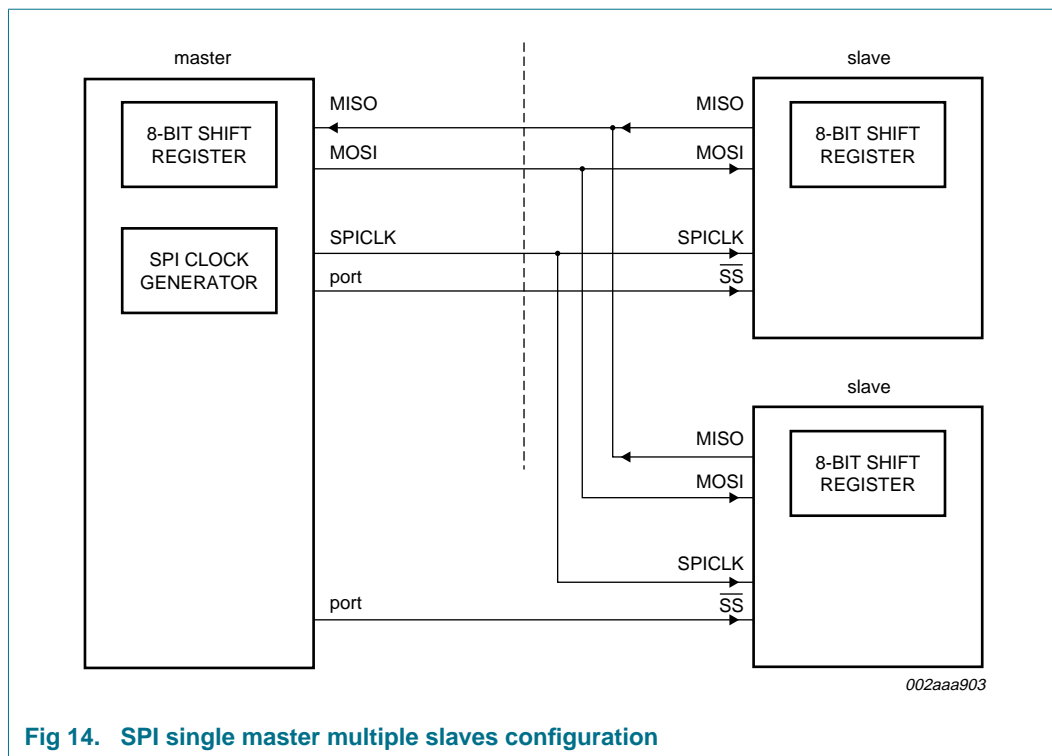 master
slave
MISO
MISO
8-BIT SHIFT
REGISTER
8-BIT SHIFT
REGISTER
MOSI
MOSI
SPICLK
SPICLK
SPI CLOCK
GENERATOR
port
SS
slave
MISO
8-BIT SHIFT
REGISTER
MOSI
SPICLK
port
SS
002aaa903
Fig 14. SPI single master multiple slaves configuration